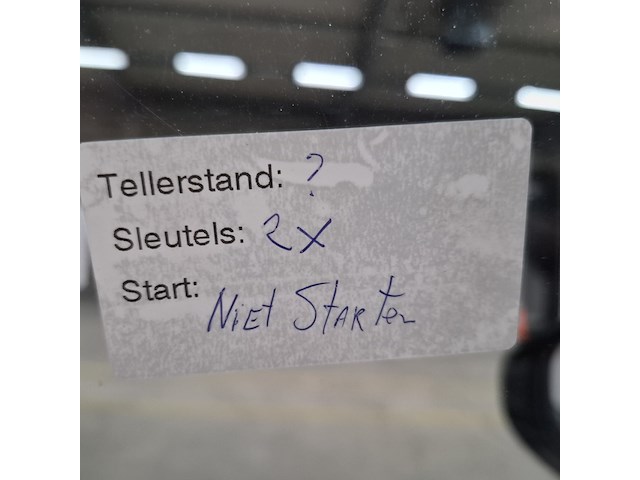 Tellerstand: ?
Sleutels: 2x
Start: Niet Starten